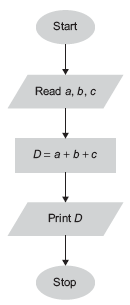 Start
Read a, b, c
D = a + b + c
Print D
Stop